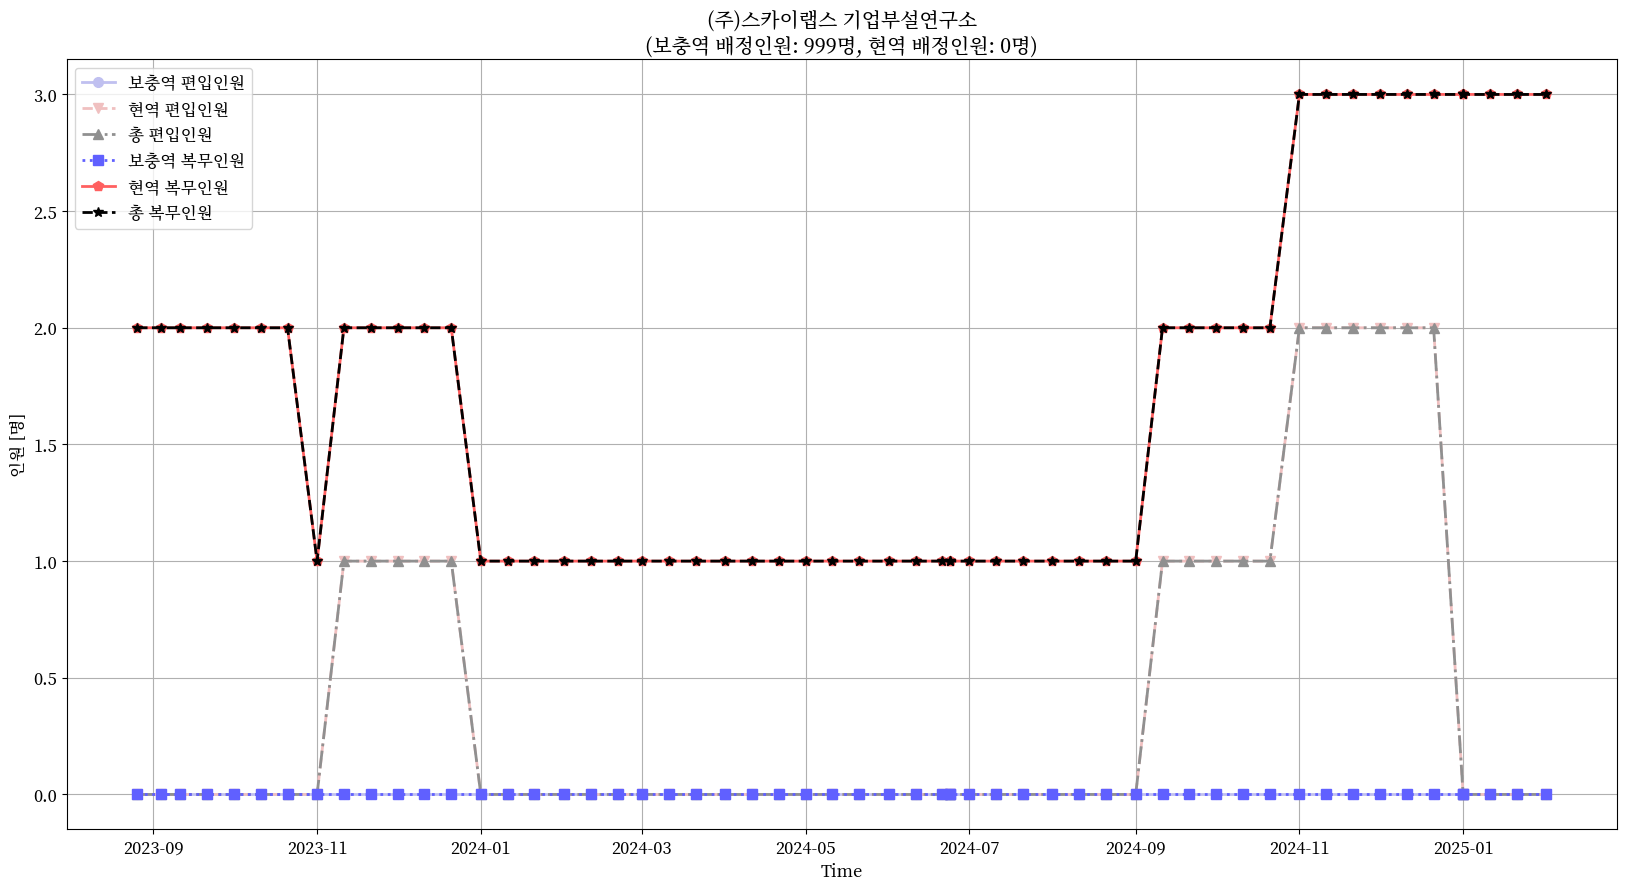 (주)스카이랩스 기업부설연구소
(보충역 배정인원: 999명, 현역 배정인원: 0명)
보충역 편입인원
현역 편입인원
총 편입인원
보충역 복무인원
현역 복무인원
총 복무인원
3.0
2.5
2.0
1.5
1.0
0.5
0.0
인원 [명]
2023-09
2023-11
2024-01
2024-03
2024-05
2024-07
2024-09
2024-11
2025-01
Time